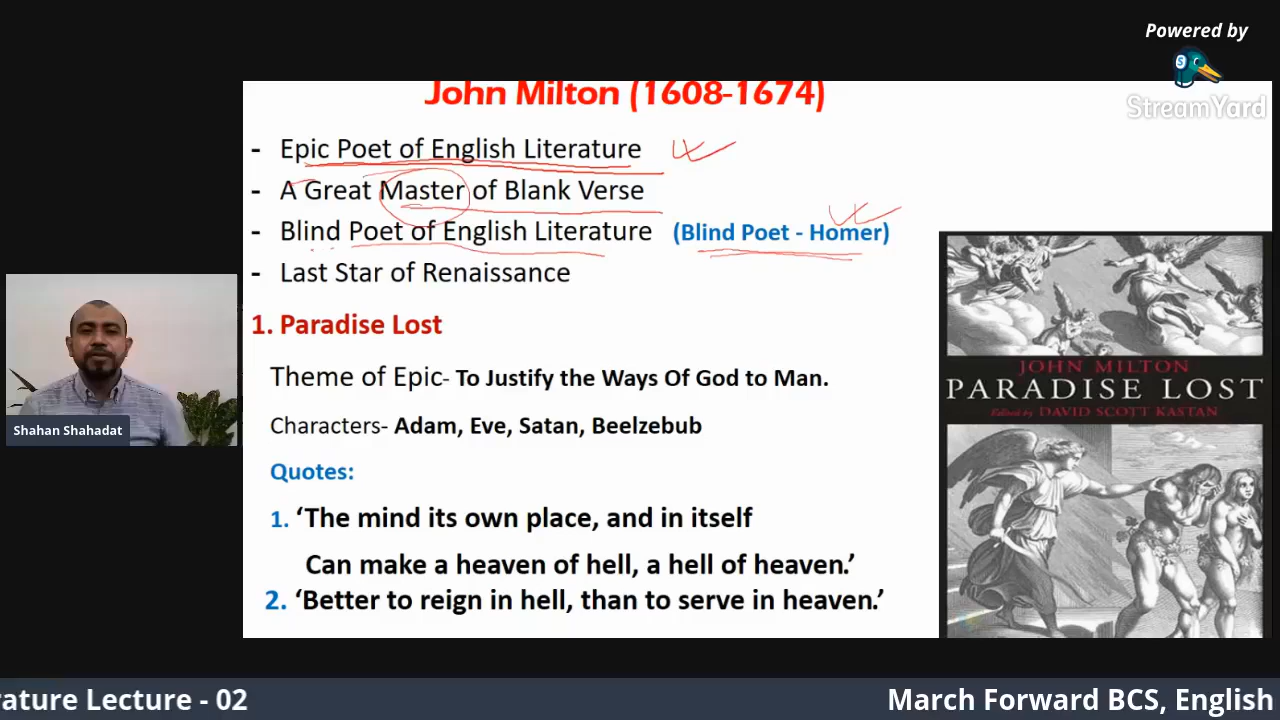 Powered by
StreamYard
John Milton (1608-1674)
- Epic Poet of English Literature
- A Great Master of Blank Verse
- Blind Poet of English Literature (Blind Poet - Homer)
- Last Star of Renaissance
1. Paradise Lost
Theme of Epic- To Justify the Ways Of God to Man.
Characters- Adam, Eve, Satan, Beelzebub
Quotes:
1. ‘The mind its own place, and in itself
Can make a heaven of hell, a hell of heaven.’
2. ‘Better to reign in hell, than to serve in heaven.’
JOHN MILTON
PARADISE LOST
Edited by DAVID SCOTT KASTAN
Shahan Shahadat
rature Lecture - 02
March Forward BCS, English